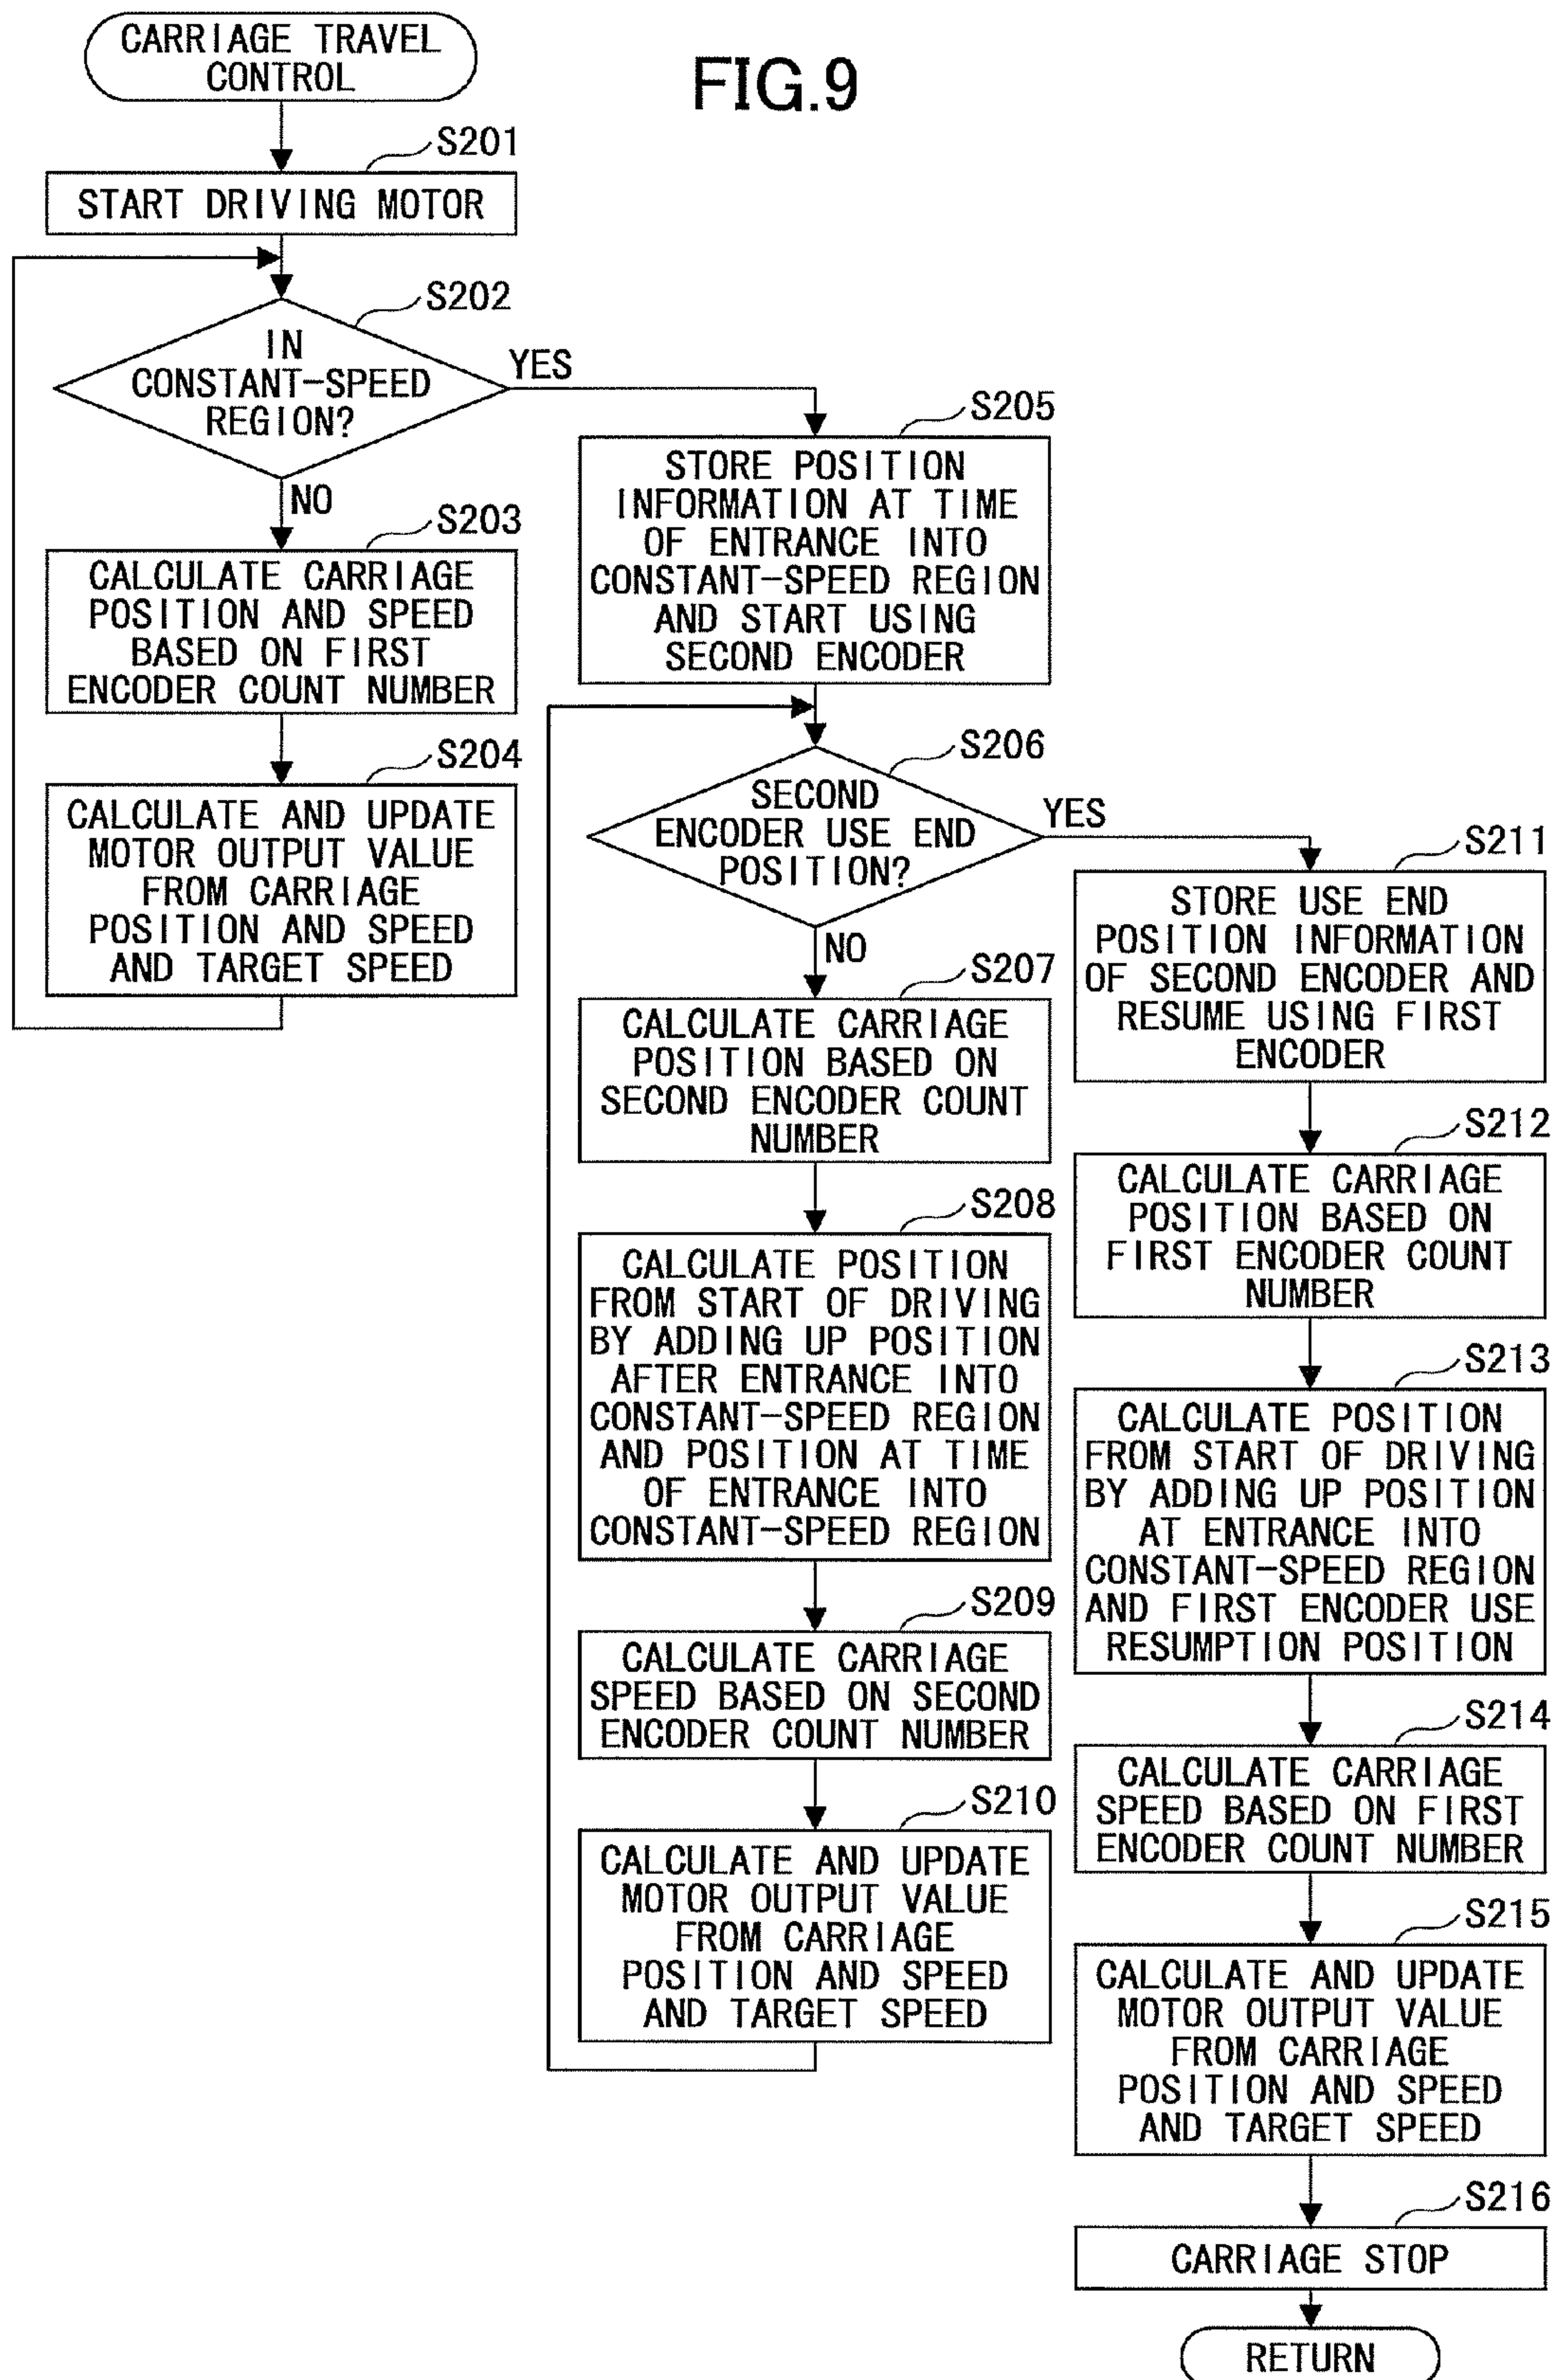 CARRIAGE TRAVEL
CONTROL
FIG.9
S201
START DRIVING MOTOR
S202
IN
CONSTANT-SPEED
REGION?
YES
NO
S203
CALCULATE CARRIAGE
POSITION AND SPEED
BASED ON FIRST
ENCODER COUNT NUMBER
S204
CALCULATE AND UPDATE
MOTOR OUTPUT VALUE
FROM CARRIAGE
POSITION AND SPEED
AND TARGET SPEED
S205
STORE POSITION
INFORMATION AT TIME
OF ENTRANCE INTO
CONSTANT-SPEED REGION
AND START USING
SECOND ENCODER
S206
SECOND
ENCODER USE END
POSITION?
YES
NO
S207
CALCULATE CARRIAGE
POSITION BASED ON
SECOND ENCODER COUNT
NUMBER
S208
CALCULATE POSITION
FROM START OF DRIVING
BY ADDING UP POSITION
AFTER ENTRANCE INTO
CONSTANT-SPEED REGION
AND POSITION AT TIME
OF ENTRANCE INTO
CONSTANT-SPEED REGION
S209
CALCULATE CARRIAGE
SPEED BASED ON SECOND
ENCODER COUNT NUMBER
S210
CALCULATE AND UPDATE
MOTOR OUTPUT VALUE
FROM CARRIAGE
POSITION AND SPEED
AND TARGET SPEED
S211
STORE USE END
POSITION INFORMATION
OF SECOND ENCODER AND
RESUME USING FIRST
ENCODER
S212
CALCULATE CARRIAGE
POSITION BASED ON
FIRST ENCODER COUNT
NUMBER
S213
CALCULATE POSITION
FROM START OF DRIVING
BY ADDING UP POSITION
AT ENTRANCE INTO
CONSTANT-SPEED REGION
AND FIRST ENCODER USE
RESUMPTION POSITION
S214
CALCULATE CARRIAGE
SPEED BASED ON FIRST
ENCODER COUNT NUMBER
S215
CALCULATE AND UPDATE
MOTOR OUTPUT VALUE
FROM CARRIAGE
POSITION AND SPEED
AND TARGET SPEED
S216
CARRIAGE STOP
RETURN